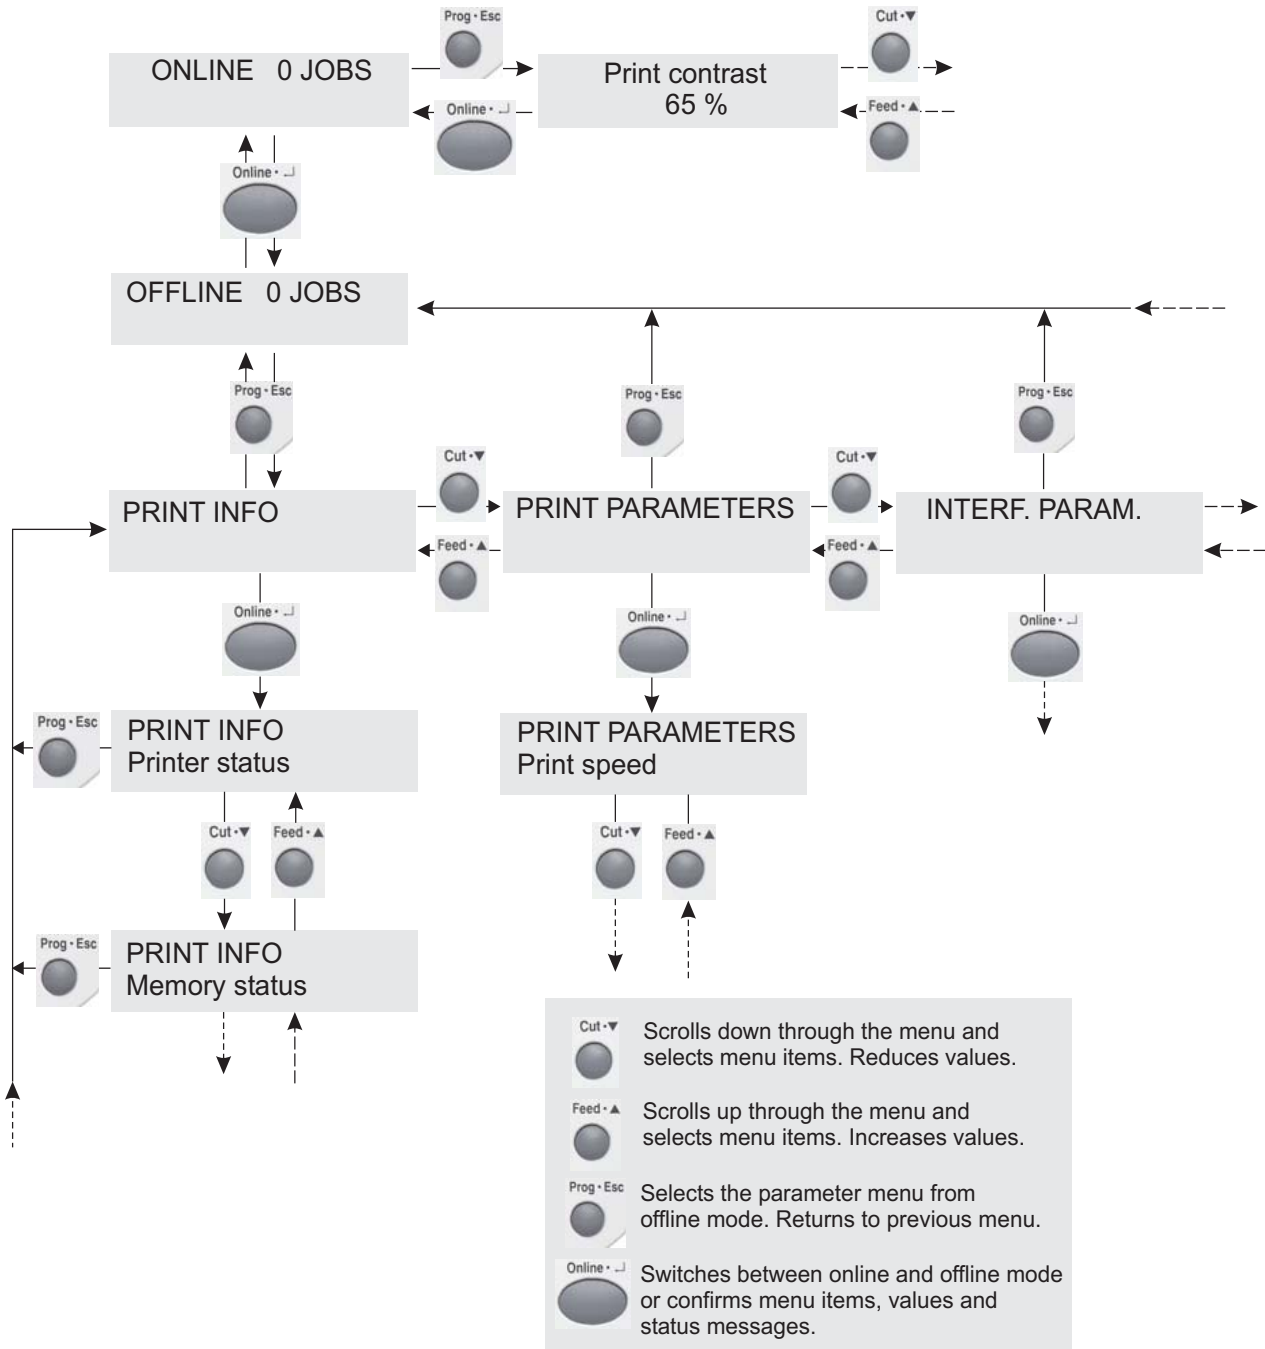 Prog · Esc
Cut · ▼
ONLINE 0 JOBS
Print contrast
65 %
Online · ↵
Feed · ▲
Online · ↵
OFFLINE 0 JOBS
Prog · Esc
Prog · Esc
Prog · Esc
Cut · ▼
Cut · ▼
PRINT INFO
PRINT PARAMETERS
INTERF. PARAM.
Feed · ▲
Feed · ▲
Online · ↵
Online · ↵
Online · ↵
Prog · Esc
PRINT INFO
Printer status
PRINT PARAMETERS
Print speed
Cut · ▼
Feed · ▲
Cut · ▼
Feed · ▲
Prog · Esc
PRINT INFO
Memory status
Cut · ▼
Scrolls down through the menu and
selects menu items. Reduces values.
Feed · ▲
Scrolls up through the menu and
selects menu items. Increases values.
Prog · Esc
Selects the parameter menu from
offline mode. Returns to previous menu.
Online · ↵
Switches between online and offline mode
or confirms menu items, values and
status messages.